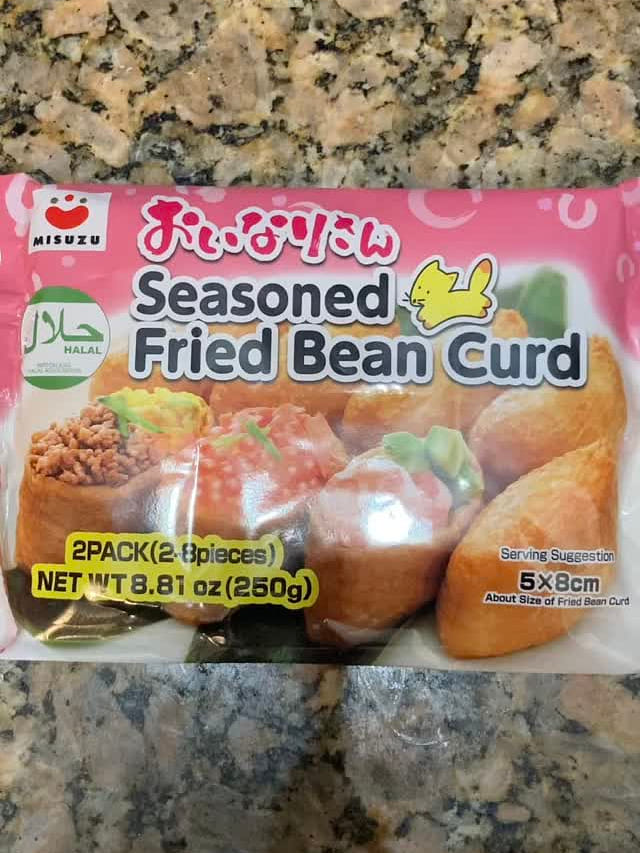 MISUZU
おいなりさん
Seasoned
Fried Bean Curd
حلال
HALAL
2PACK(2-8pieces)
NET WT 8.81 oz (250g)
Serving Suggestion
5×8cm
About Size of Fried Bean Curd